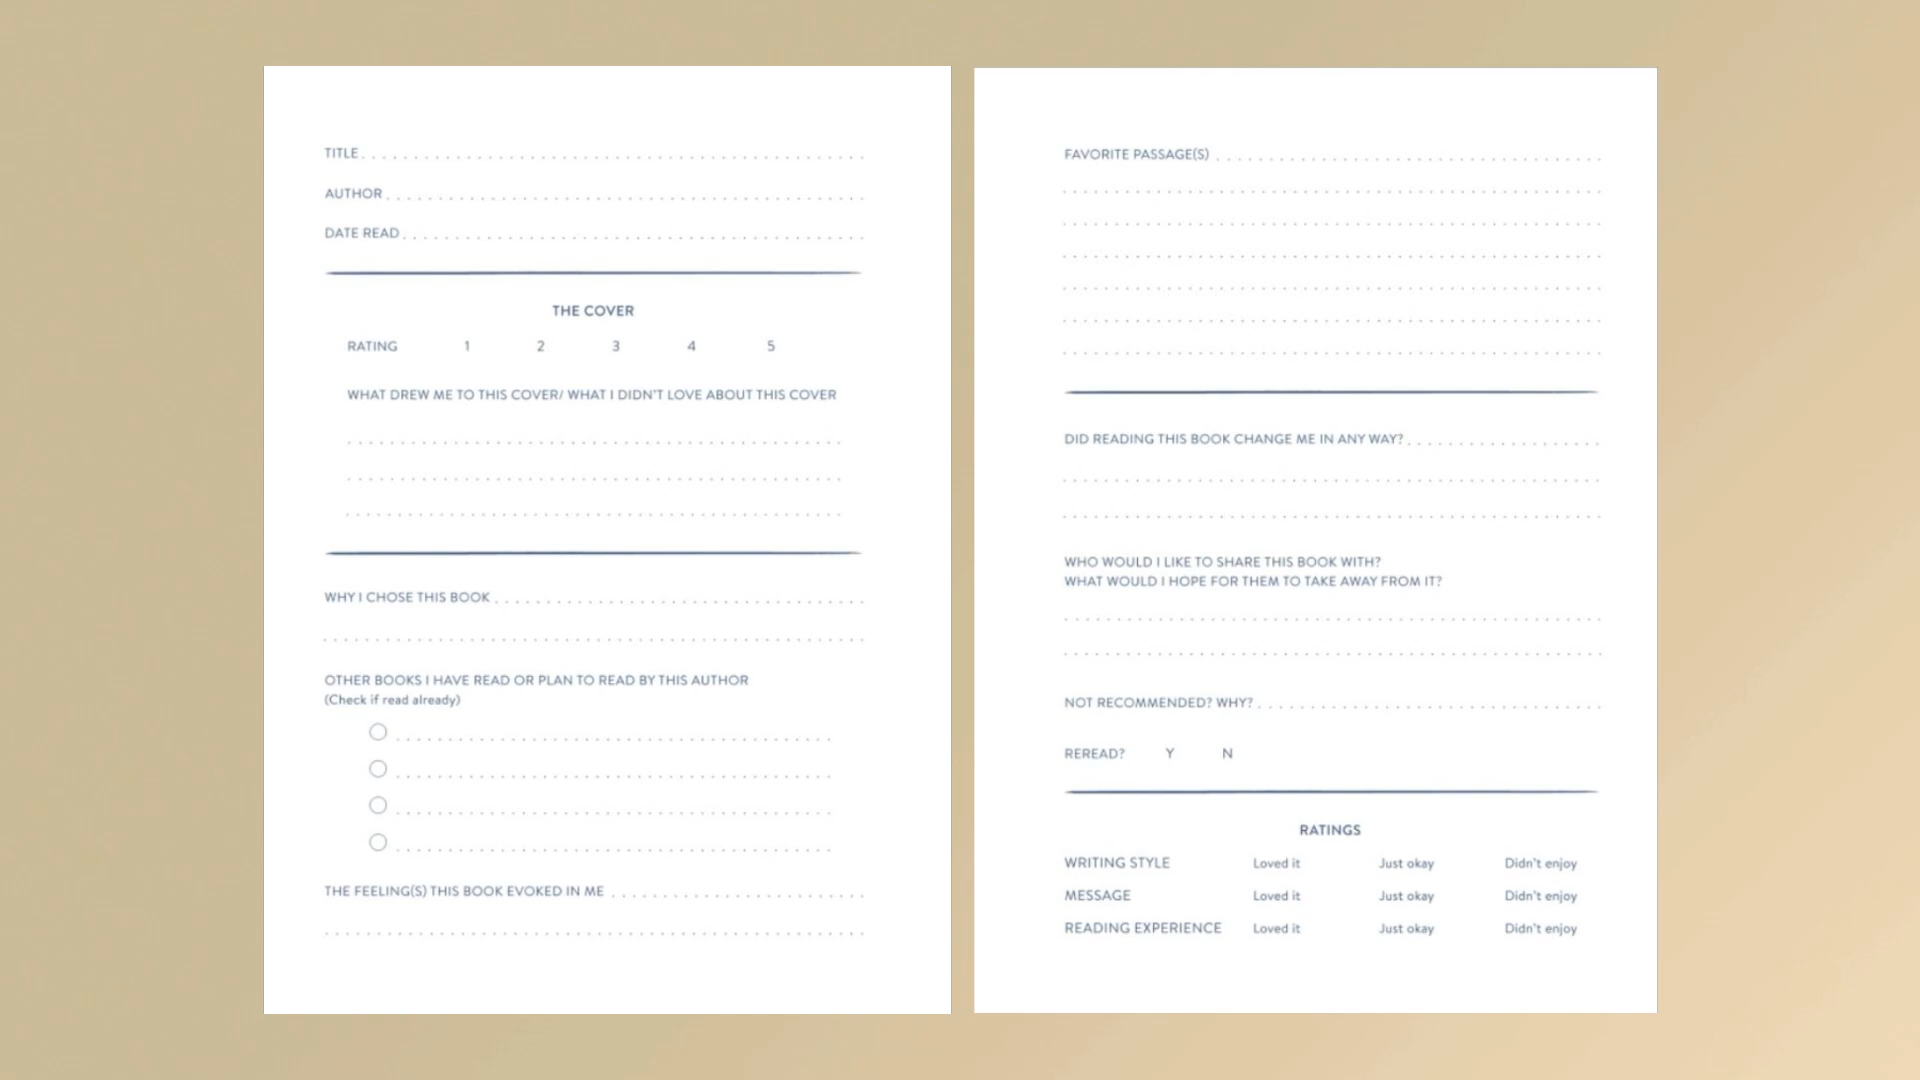 TITLE
AUTHOR
DATE READ
THE COVER
RATING 1 2 3 4 5
WHAT DREW ME TO THIS COVER/ WHAT I DIDN'T LOVE ABOUT THIS COVER
WHY I CHOSE THIS BOOK
OTHER BOOKS I HAVE READ OR PLAN TO READ BY THIS AUTHOR
(Check if read already)
THE FEELING(S) THIS BOOK EVOKED IN ME
FAVORITE PASSAGE(S)
DID READING THIS BOOK CHANGE ME IN ANY WAY?
WHO WOULD I LIKE TO SHARE THIS BOOK WITH?
WHAT WOULD I HOPE FOR THEM TO TAKE AWAY FROM IT?
NOT RECOMMENDED? WHY?
REREAD? Y N
RATINGS
WRITING STYLE Loved it Just okay Didn't enjoy
MESSAGE Loved it Just okay Didn't enjoy
READING EXPERIENCE Loved it Just okay Didn't enjoy